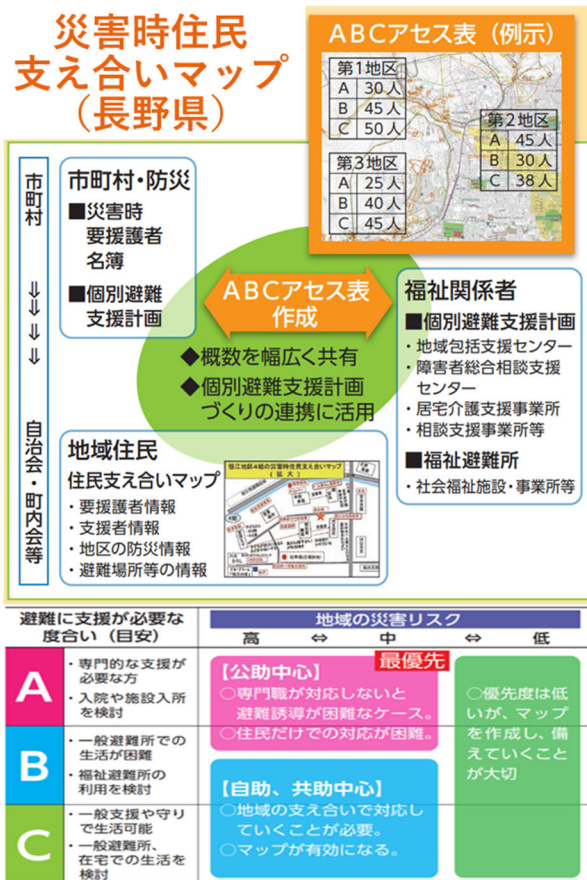 災害時住民
支え合いマップ
（長野県）
ABCアセス表（例示）
第1地区
A 30人
B 45人
C 50人
第2地区
A 45人
B 30人
C 38人
第3地区
A 25人
B 40人
C 45人
市町村
⇓
⇓
⇓
⇓
自治会・町内会等
市町村・防災
■災害時
要援護者
名簿
■個別避難
支援計画
ABCアセス表
作成
◆概数を幅広く共有
◆個別避難支援計画
づくりの連携に活用
福祉関係者
■個別避難支援計画
・地域包括支援センター
・障害者総合相談支援
センター
・居宅介護支援事業所
・相談支援事業所等
■福祉避難所
・社会福祉施設・事業所等
地域住民
住民支え合いマップ
・要援護者情報
・支援者情報
・地区の防災情報
・避難場所等の情報
避難に支援が必要な
度合い（目安）
地域の災害リスク
高 ⇔ 中 ⇔ 低
A
・専門的な支援が
必要な方
・入院や施設入所
を検討
B
・一般避難所での
生活が困難
・福祉避難所の
利用を検討
C
・一般支援や守り
で生活可能
・一般避難所、
在宅での生活を
検討
最優先
【公助中心】
○専門職が対応しないと
避難誘導が困難なケース。
○住民だけでの対応が困難。
【自助、共助中心】
○地域の支え合いで対応し
ていくことが必要。
○マップが有効になる。
○優先度は低
いが、マップ
を作成し、備
えていくこと
が大切